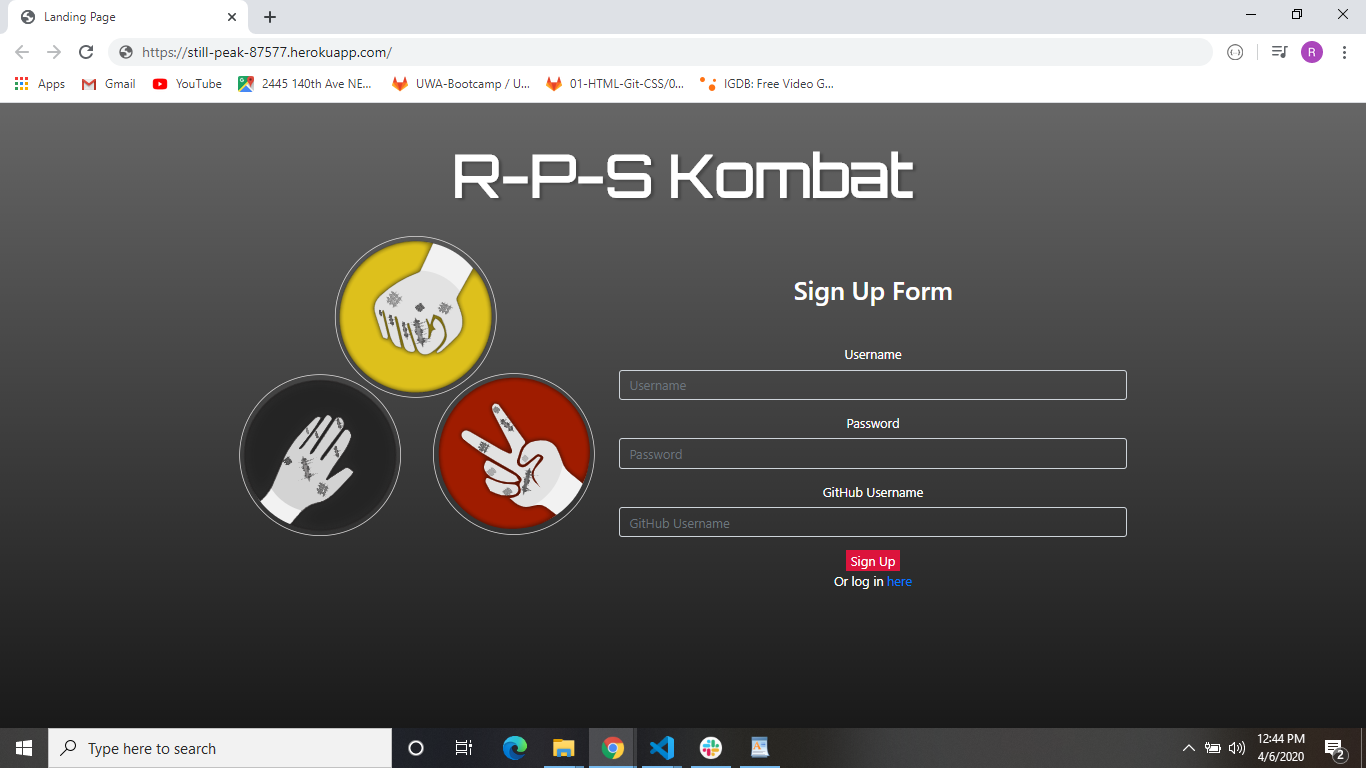 Landing Page
https://still-peak-87577.herokuapp.com/
R
Apps Gmail YouTube 2445 140th Ave NE... UWA-Bootcamp / U... 01-HTML-Git-CSS/0... IGDB: Free Video G...
R-P-S Kombat
Sign Up Form
Username
Username
Password
Password
GitHub Username
GitHub Username
Sign Up
Or log in here
Type here to search
12:44 PM
4/6/2020
2